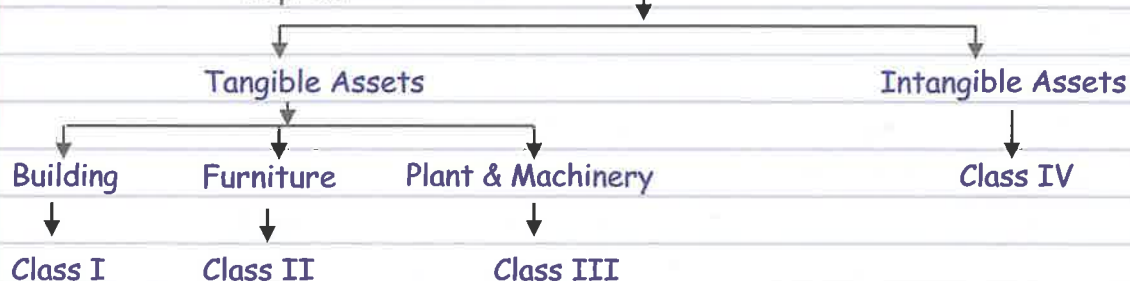 Tangible Assets Intangible Assets
Building Furniture Plant & Machinery Class IV
Class I Class II Class III